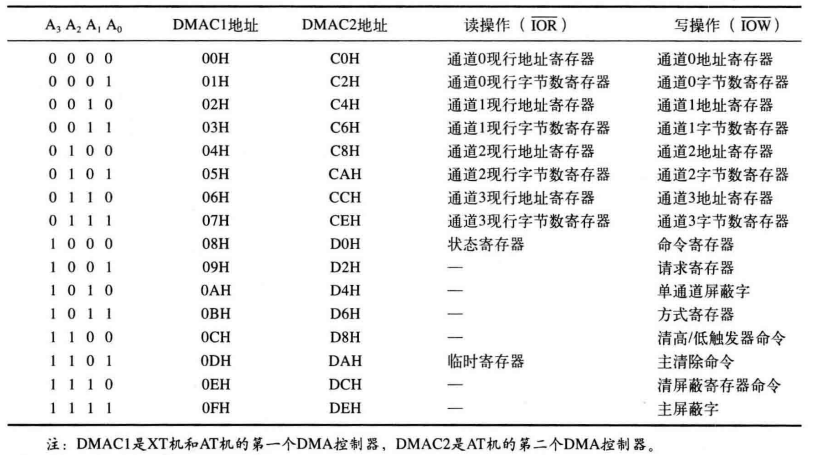 A₃ A₂ A₁ A₀ DMAC1地址 DMAC2地址 读操作（IOR） 写操作（IOW）
0 0 0 0 00H C0H 通道0现行地址寄存器 通道0地址寄存器
0 0 0 1 01H C2H 通道0现行字节数寄存器 通道0字节数寄存器
0 0 1 0 02H C4H 通道1现行地址寄存器 通道1地址寄存器
0 0 1 1 03H C6H 通道1现行字节数寄存器 通道1字节数寄存器
0 1 0 0 04H C8H 通道2现行地址寄存器 通道2地址寄存器
0 1 0 1 05H CAH 通道2现行字节数寄存器 通道2字节数寄存器
0 1 1 0 06H CCH 通道3现行地址寄存器 通道3地址寄存器
0 1 1 1 07H CEH 通道3现行字节数寄存器 通道3字节数寄存器
1 0 0 0 08H D0H 状态寄存器 命令寄存器
1 0 0 1 09H D2H — 请求寄存器
1 0 1 0 0AH D4H — 单通道屏蔽字
1 0 1 1 0BH D6H — 方式寄存器
1 1 0 0 0CH D8H — 清高/低触发器命令
1 1 0 1 0DH DAH 临时寄存器 主清除命令
1 1 1 0 0EH DCH — 清屏蔽寄存器命令
1 1 1 1 0FH DEH — 主屏蔽字
注：DMAC1是XT机和AT机的第一个DMA控制器，DMAC2是AT机的第二个DMA控制器。